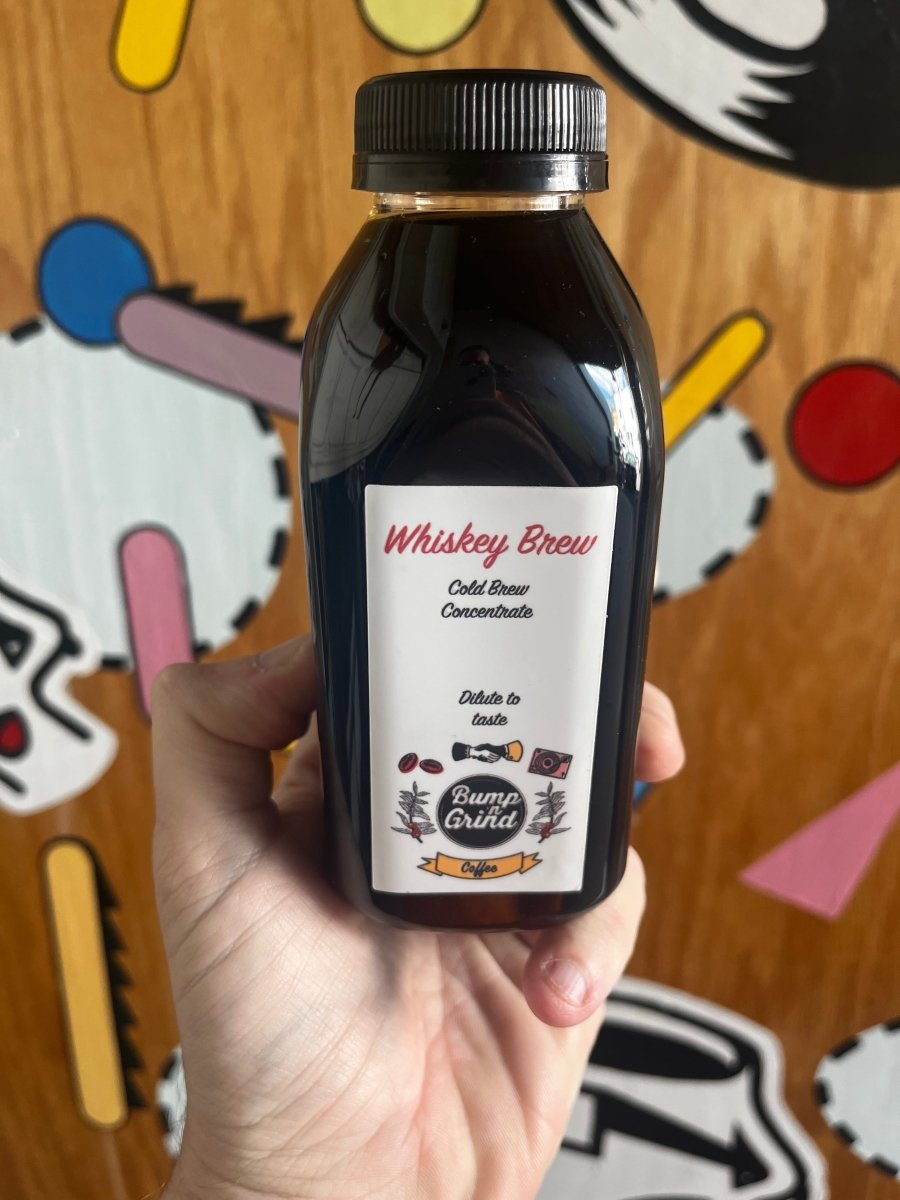 Whiskey Brew
Cold Brew
Concentrate
Dilute to
taste
Bump
n
Grind
Coffee